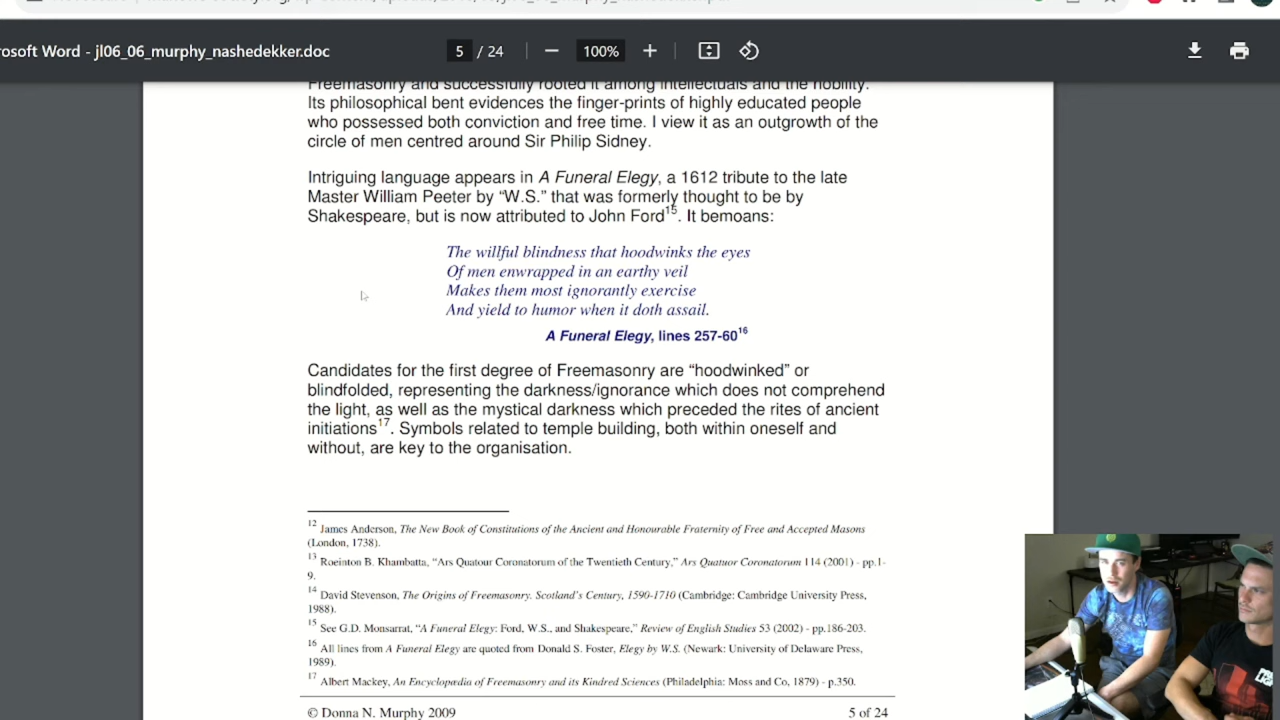 rosoft Word - jl06_06_murphy_nashedekker.doc
5 / 24
100%
Freemasonry and successfully rooted it among intellectuals and the nobility.
Its philosophical bent evidences the finger-prints of highly educated people
who possessed both conviction and free time. I view it as an outgrowth of the
circle of men centred around Sir Philip Sidney.
Intriguing language appears in A Funeral Elegy, a 1612 tribute to the late
Master William Peeter by “W.S.” that was formerly thought to be by
Shakespeare, but is now attributed to John Ford15. It bemoans:
The willful blindness that hoodwinks the eyes
Of men enwrapped in an earthy veil
Makes them most ignorantly exercise
And yield to humor when it doth assail.
A Funeral Elegy, lines 257-6016
Candidates for the first degree of Freemasonry are “hoodwinked” or
blindfolded, representing the darkness/ignorance which does not comprehend
the light, as well as the mystical darkness which preceded the rites of ancient
initiations17. Symbols related to temple building, both within oneself and
without, are key to the organisation.
12 James Anderson, The New Book of Constitutions of the Ancient and Honourable Fraternity of Free and Accepted Masons
(London, 1738).
13 Roeinton B. Khambatta, “Ars Quatour Coronatorum of the Twentieth Century,” Ars Quatuor Coronatorum 114 (2001) - pp.1-
9.
14 David Stevenson, The Origins of Freemasonry. Scotland's Century, 1590-1710 (Cambridge: Cambridge University Press,
1988).
15 See G.D. Monsarrat, “A Funeral Elegy: Ford, W.S., and Shakespeare,” Review of English Studies 53 (2002) - pp.186-203.
16 All lines from A Funeral Elegy are quoted from Donald S. Foster, Elegy by W.S. (Newark: University of Delaware Press,
1989).
17 Albert Mackey, An Encyclopædia of Freemasonry and its Kindred Sciences (Philadelphia: Moss and Co, 1879) - p.350.
© Donna N. Murphy 2009
5 of 24